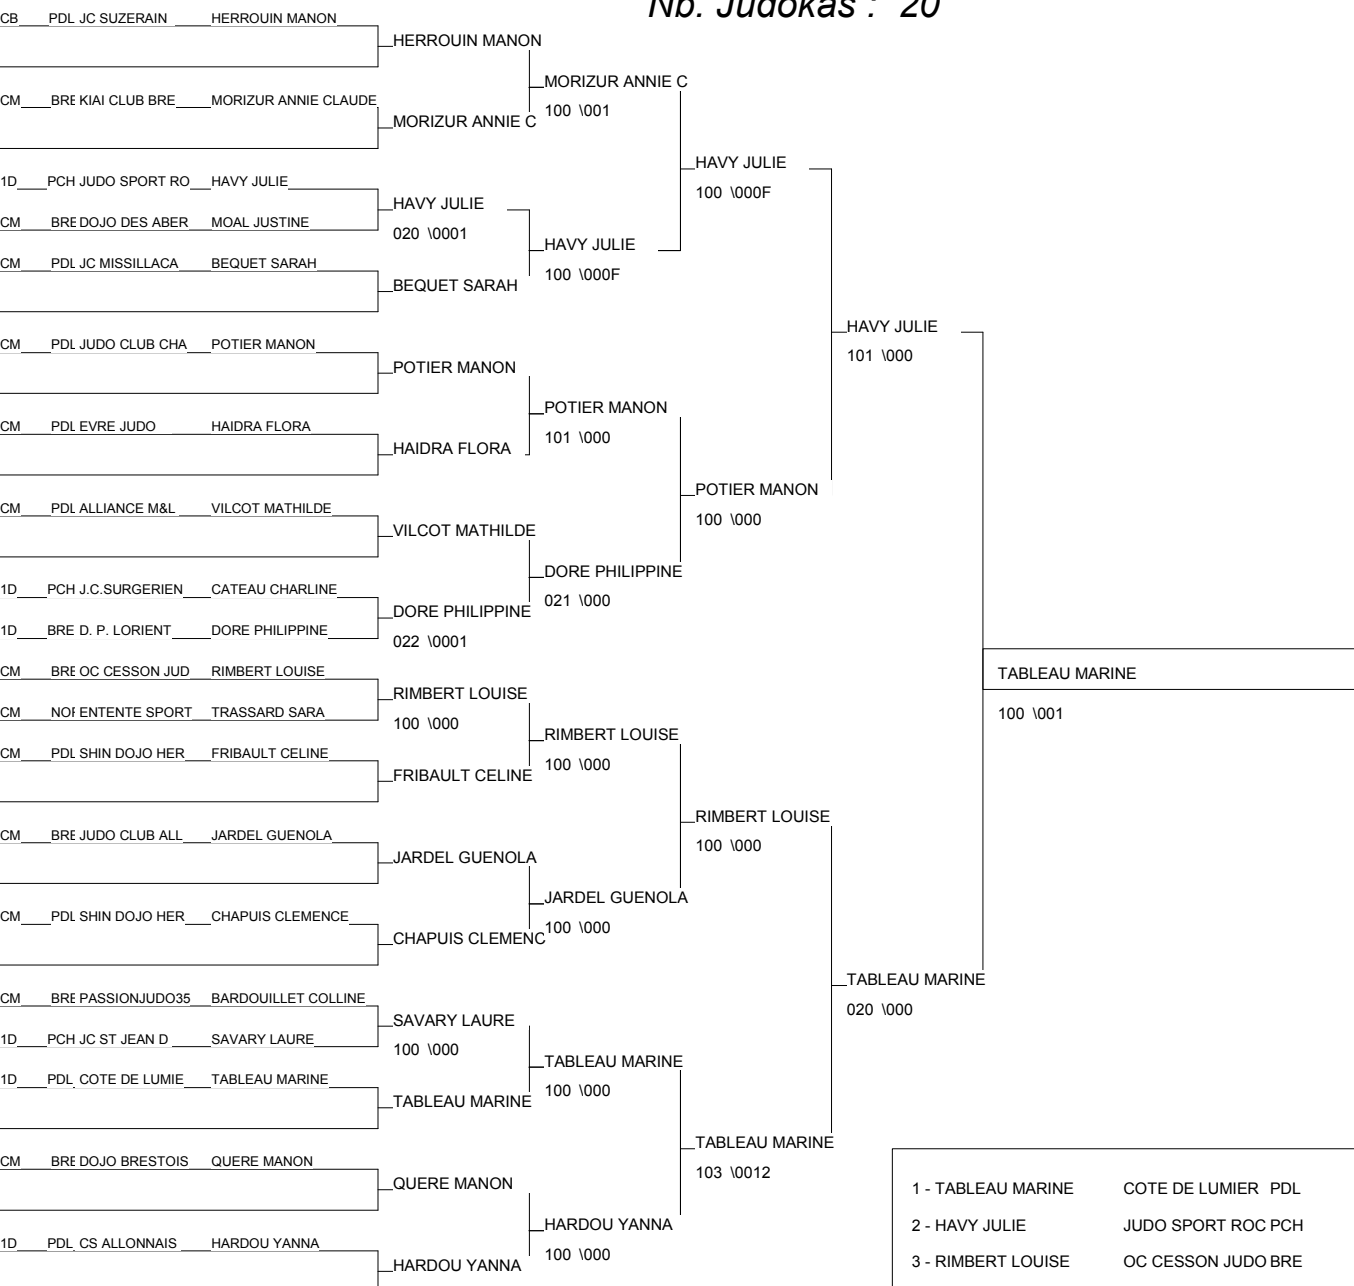 Nb. Judokas : 20
CB PDL JC SUZERAIN HERROUIN MANON
HERROUIN MANON
MORIZUR ANNIE C
100 \001
CM BRE KIAI CLUB BRE MORIZUR ANNIE CLAUDE
MORIZUR ANNIE C
HAVY JULIE
100 \000F
1D PCH JUDO SPORT RO HAVY JULIE
HAVY JULIE
020 \0001
CM BRE DOJO DES ABER MOAL JUSTINE
HAVY JULIE
100 \000F
CM PDL JC MISSILLACA BEQUET SARAH
BEQUET SARAH
HAVY JULIE
101 \000
CM PDL JUDO CLUB CHA POTIER MANON
POTIER MANON
POTIER MANON
101 \000
CM PDL EVRE JUDO HAIDRA FLORA
HAIDRA FLORA
POTIER MANON
100 \000
CM PDL ALLIANCE M&L VILCOT MATHILDE
VILCOT MATHILDE
DORE PHILIPPINE
021 \000
1D PCH J.C.SURGERIEN CATEAU CHARLINE
DORE PHILIPPINE
022 \0001
1D BRE D. P. LORIENT DORE PHILIPPINE
TABLEAU MARINE
100 \001
CM BRE OC CESSON JUD RIMBERT LOUISE
RIMBERT LOUISE
100 \000
CM NOR ENTENTE SPORT TRASSARD SARA
RIMBERT LOUISE
100 \000
CM PDL SHIN DOJO HER FRIBAULT CELINE
FRIBAULT CELINE
RIMBERT LOUISE
100 \000
CM BRE JUDO CLUB ALL JARDEL GUENOLA
JARDEL GUENOLA
JARDEL GUENOLA
100 \000
CM PDL SHIN DOJO HER CHAPUIS CLEMENCE
CHAPUIS CLEMENC
TABLEAU MARINE
020 \000
CM BRE PASSIONJUDO35 BARDOUILLET COLLINE
SAVARY LAURE
100 \000
1D PCH JC ST JEAN D SAVARY LAURE
TABLEAU MARINE
100 \000
1D PDL COTE DE LUMIE TABLEAU MARINE
TABLEAU MARINE
TABLEAU MARINE
103 \0012
CM BRE DOJO BRESTOIS QUERE MANON
QUERE MANON
HARDOU YANNA
100 \000
1D PDL CS ALLONNAIS HARDOU YANNA
HARDOU YANNA
1 - TABLEAU MARINE COTE DE LUMIER PDL
2 - HAVY JULIE JUDO SPORT ROC PCH
3 - RIMBERT LOUISE OC CESSON JUDO BRE